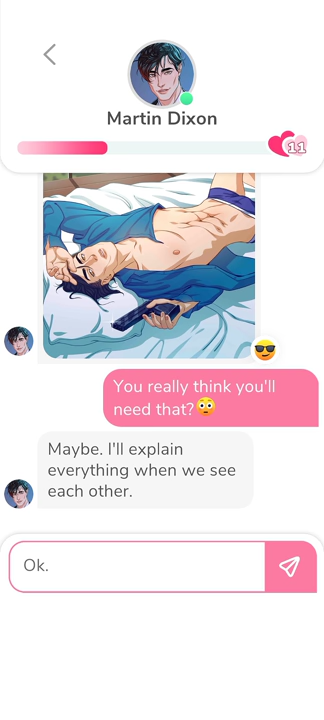 Martin Dixon
11
You really think you'll
need that?😳
Maybe. I'll explain
everything when we see
each other.
Ok.